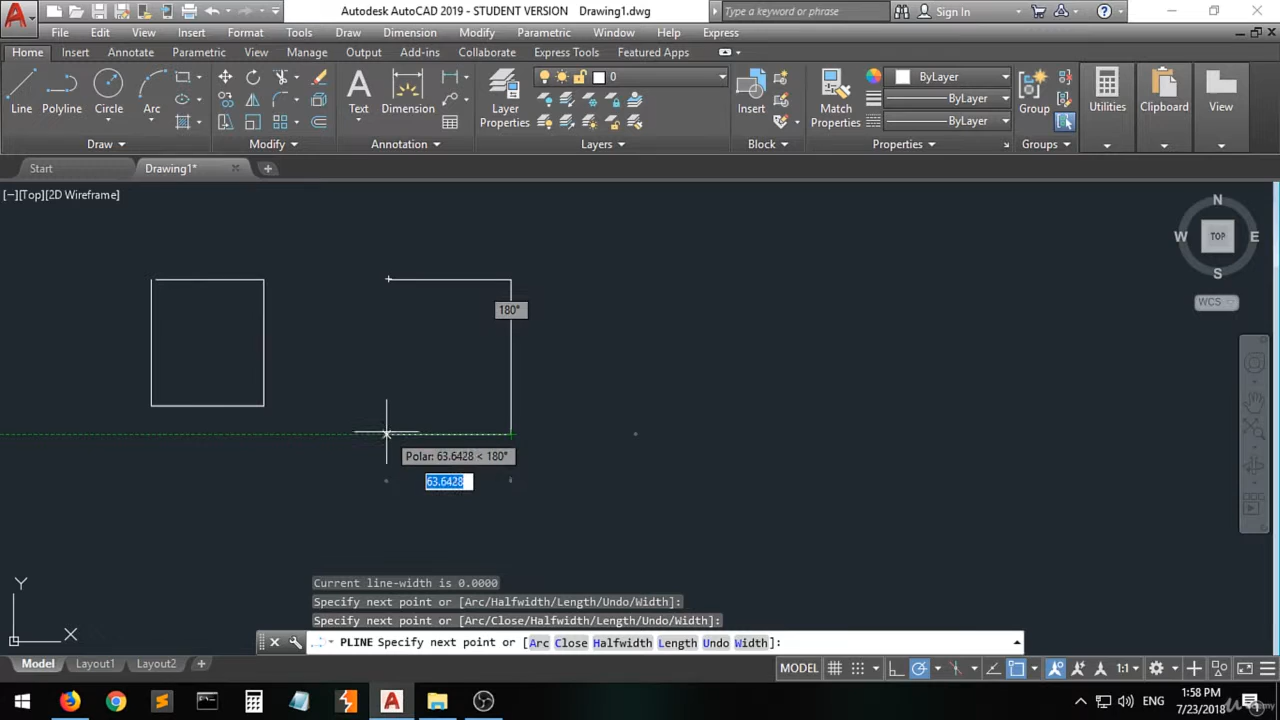 Autodesk AutoCAD 2019 - STUDENT VERSION Drawing1.dwg
Type a keyword or phrase
Sign In
File Edit View Insert Format Tools Draw Dimension Modify Parametric Window Help Express
Home Insert Annotate Parametric View Manage Output Add-ins Collaborate Express Tools Featured Apps
0
ByLayer
Line Polyline Circle Arc
Text Dimension
Layer
Properties
Insert
Match
Properties
ByLayer
ByLayer
Group
Utilities
Clipboard
View
Draw Modify Annotation Layers Block Properties Groups
Start Drawing1*
[−][Top][2D Wireframe]
N
W TOP E
S
WCS
180°
Polar: 63.6428 < 180°
63.6428
Y
X
Current line-width is 0.0000
Specify next point or [Arc/Halfwidth/Length/Undo/Width]:
Specify next point or [Arc/Close/Halfwidth/Length/Undo/Width]:
PLINE Specify next point or [Arc Close Halfwidth Length Undo Width]:
Model Layout1 Layout2
MODEL
1:1
ENG
1:58 PM
7/23/2018